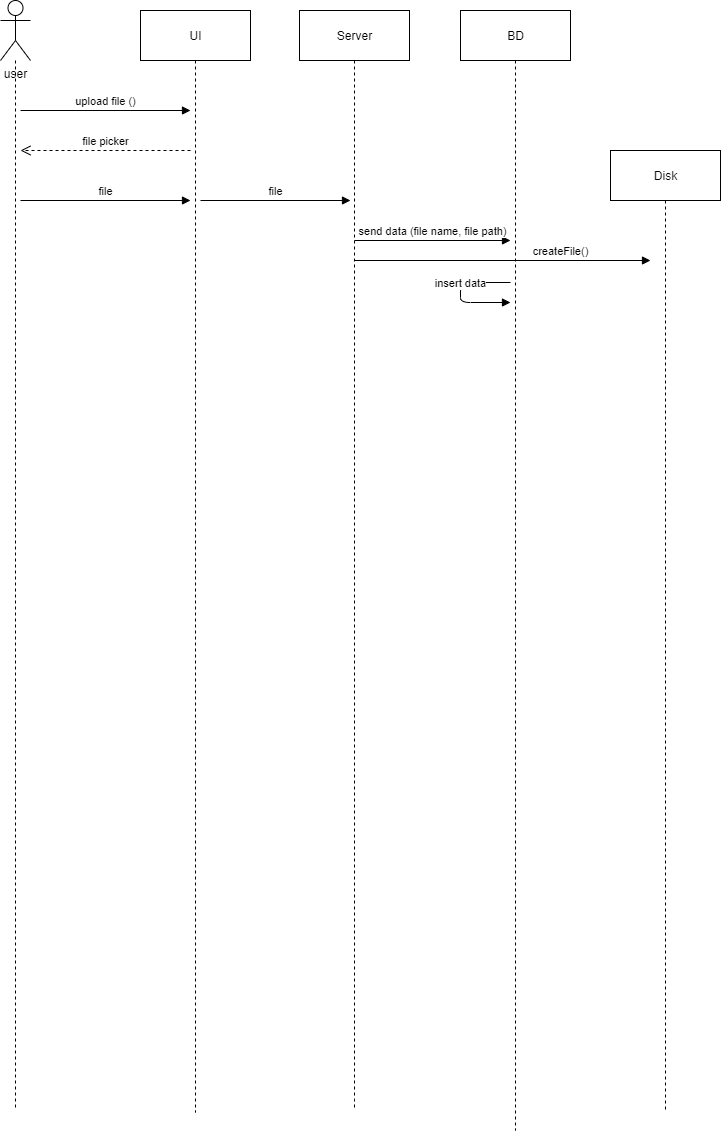 UI
Server
BD
user
upload file ()
file picker
Disk
file
file
send data (file name, file path)
createFile()
insert data